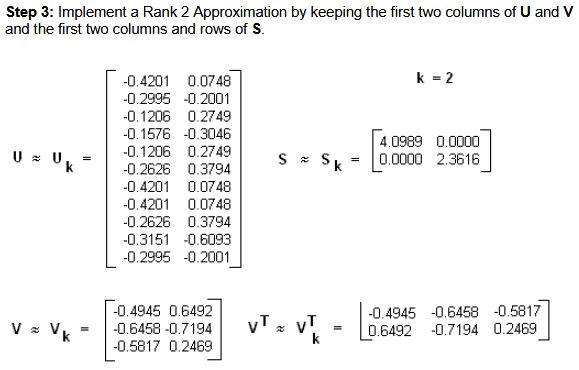 Step 3: Implement a Rank 2 Approximation by keeping the first two columns of U and V
and the first two columns and rows of S.
k = 2
U ≈ Uk =
-0.4201 0.0748
-0.2995 -0.2001
-0.1206 0.2749
-0.1576 -0.3046
-0.1206 0.2749
-0.2626 0.3794
-0.4201 0.0748
-0.4201 0.0748
-0.2626 0.3794
-0.3151 -0.6093
-0.2995 -0.2001
S ≈ Sk =
4.0989 0.0000
0.0000 2.3616
V ≈ Vk =
-0.4945 0.6492
-0.6458 -0.7194
-0.5817 0.2469
V^T ≈ V^T k =
-0.4945 -0.6458 -0.5817
0.6492 -0.7194 0.2469